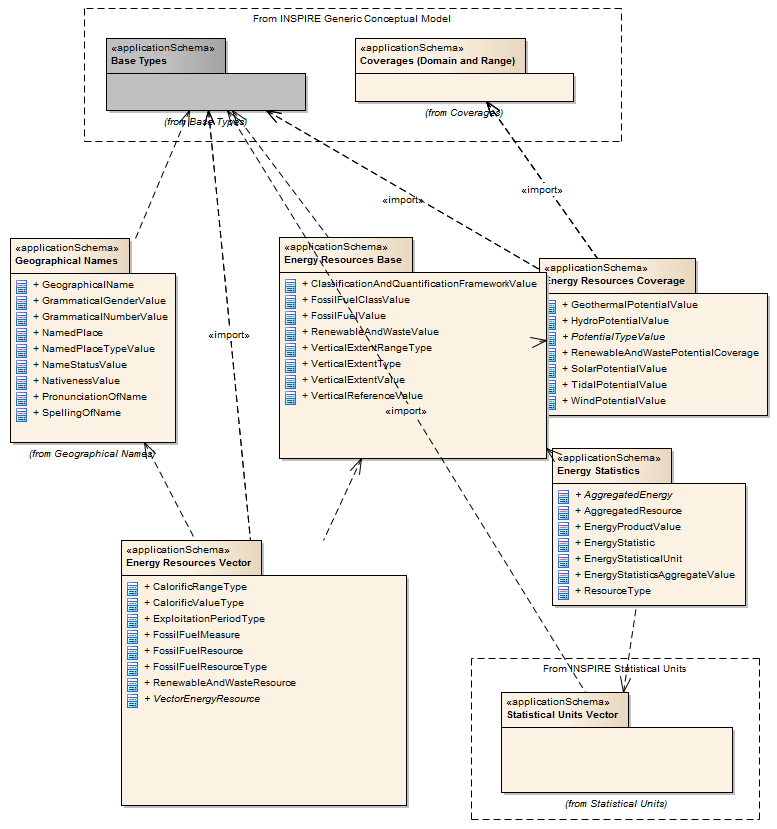 From INSPIRE Generic Conceptual Model
«applicationSchema»
Base Types
(from Base Types)
«applicationSchema»
Coverages (Domain and Range)
(from Coverages)
«import»
«import»
«applicationSchema»
Geographical Names
+ GeographicalName
+ GrammaticalGenderValue
+ GrammaticalNumberValue
+ NamedPlace
+ NamedPlaceTypeValue
+ NameStatusValue
+ NativenessValue
+ PronunciationOfName
+ SpellingOfName
(from Geographical Names)
«import»
«applicationSchema»
Energy Resources Base
+ ClassificationAndQuantificationFrameworkValue
+ FossilFuelClassValue
+ FossilFuelValue
+ RenewableAndWasteValue
+ VerticalExtentRangeType
+ VerticalExtentType
+ VerticalExtentValue
+ VerticalReferenceValue
«import»
«applicationSchema»
Energy Resources Coverage
+ GeothermalPotentialValue
+ HydroPotentialValue
+ PotentialTypeValue
+ RenewableAndWastePotentialCoverage
+ SolarPotentialValue
+ TidalPotentialValue
+ WindPotentialValue
«applicationSchema»
Energy Statistics
+ AggregatedEnergy
+ AggregatedResource
+ EnergyProductValue
+ EnergyStatistic
+ EnergyStatisticalUnit
+ EnergyStatisticsAggregateValue
+ ResourceType
«applicationSchema»
Energy Resources Vector
+ CalorificRangeType
+ CalorificValueType
+ ExploitationPeriodType
+ FossilFuelMeasure
+ FossilFuelResource
+ FossilFuelResourceType
+ RenewableAndWasteResource
+ VectorEnergyResource
From INSPIRE Statistical Units
«applicationSchema»
Statistical Units Vector
(from Statistical Units)